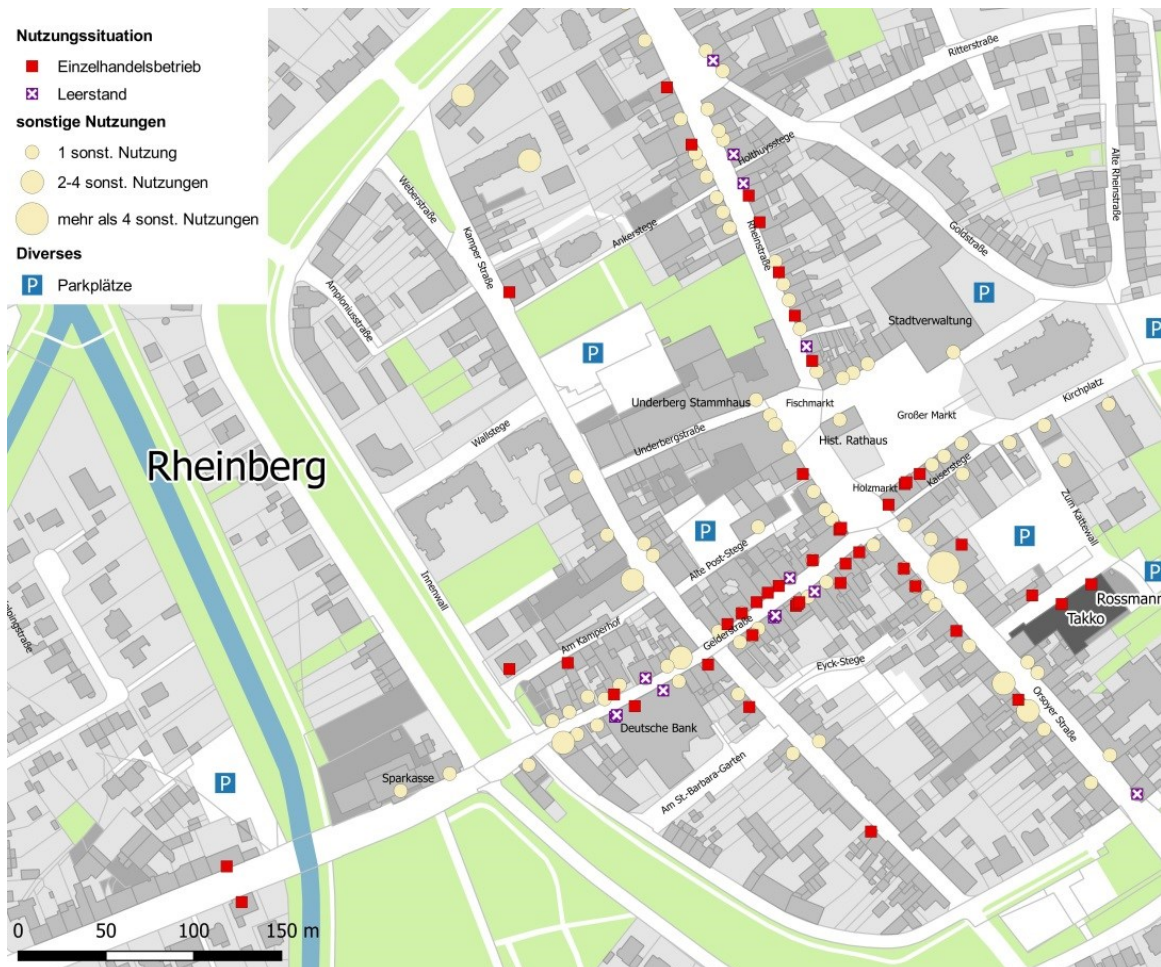 Nutzungssituation
Einzelhandelsbetrieb
Leerstand
sonstige Nutzungen
1 sonst. Nutzung
2-4 sonst. Nutzungen
mehr als 4 sonst. Nutzungen
Diverses
P Parkplätze
Ritterstraße
Holthuysstege
Alte Rheinstraße
Weberstraße
Ankerstege
Kamper Straße
Rheinstraße
Goldstraße
P
Amploniusstraße
Stadtverwaltung
P
P
Underberg Stammhaus
Fischmarkt
Großer Markt
Kirchplatz
Wallstege
Underbergstraße
Hist. Rathaus
Rheinberg
Kaiserstege
Holzmarkt
Zum Kattewall
P
P
Alte Post-Stege
Innenwall
P
Rossmann
Takko
Am Kamperhof
Gelderstraße
Eyck-Stege
Orsoyer Straße
Deutsche Bank
Sparkasse
P
Am St.-Barbara-Garten
0 50 100 150 m